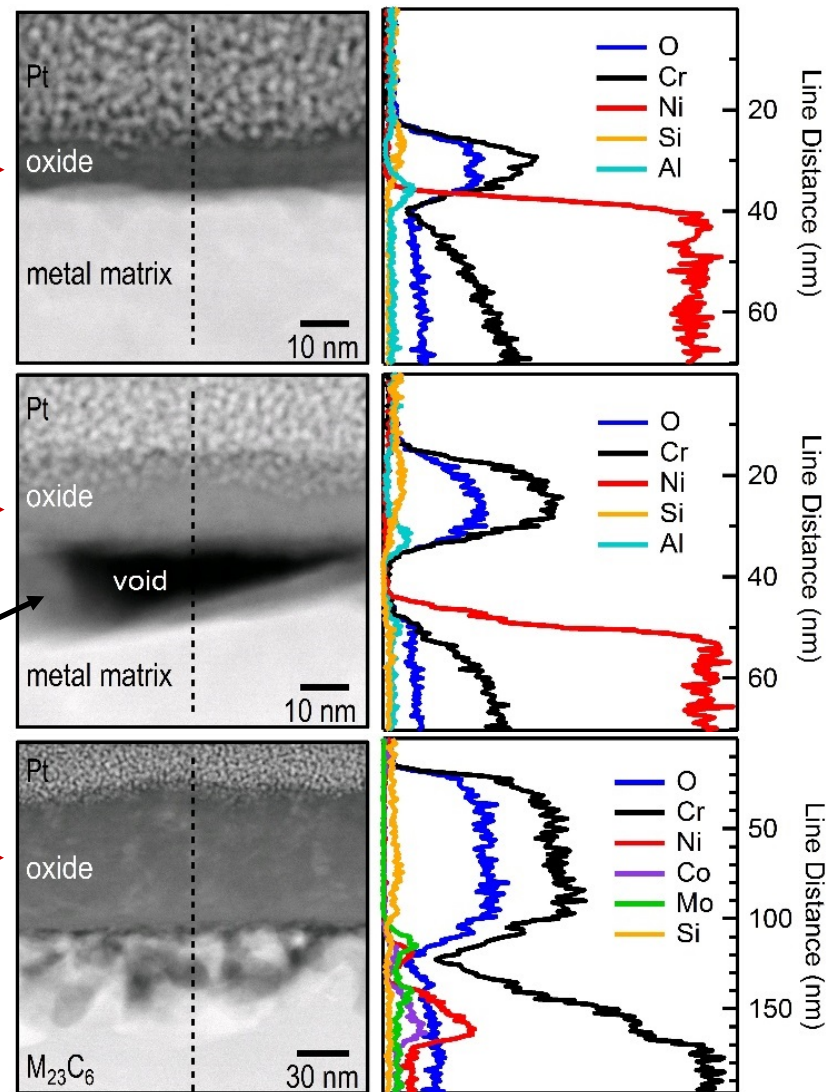 Pt
oxide
metal matrix
10 nm
O
Cr
Ni
Si
Al
20
40
60
Line Distance (nm)
Pt
oxide
void
metal matrix
10 nm
O
Cr
Ni
Si
Al
20
40
60
Line Distance (nm)
Pt
oxide
M₂₃C₆
30 nm
O
Cr
Ni
Co
Mo
Si
50
100
150
Line Distance (nm)